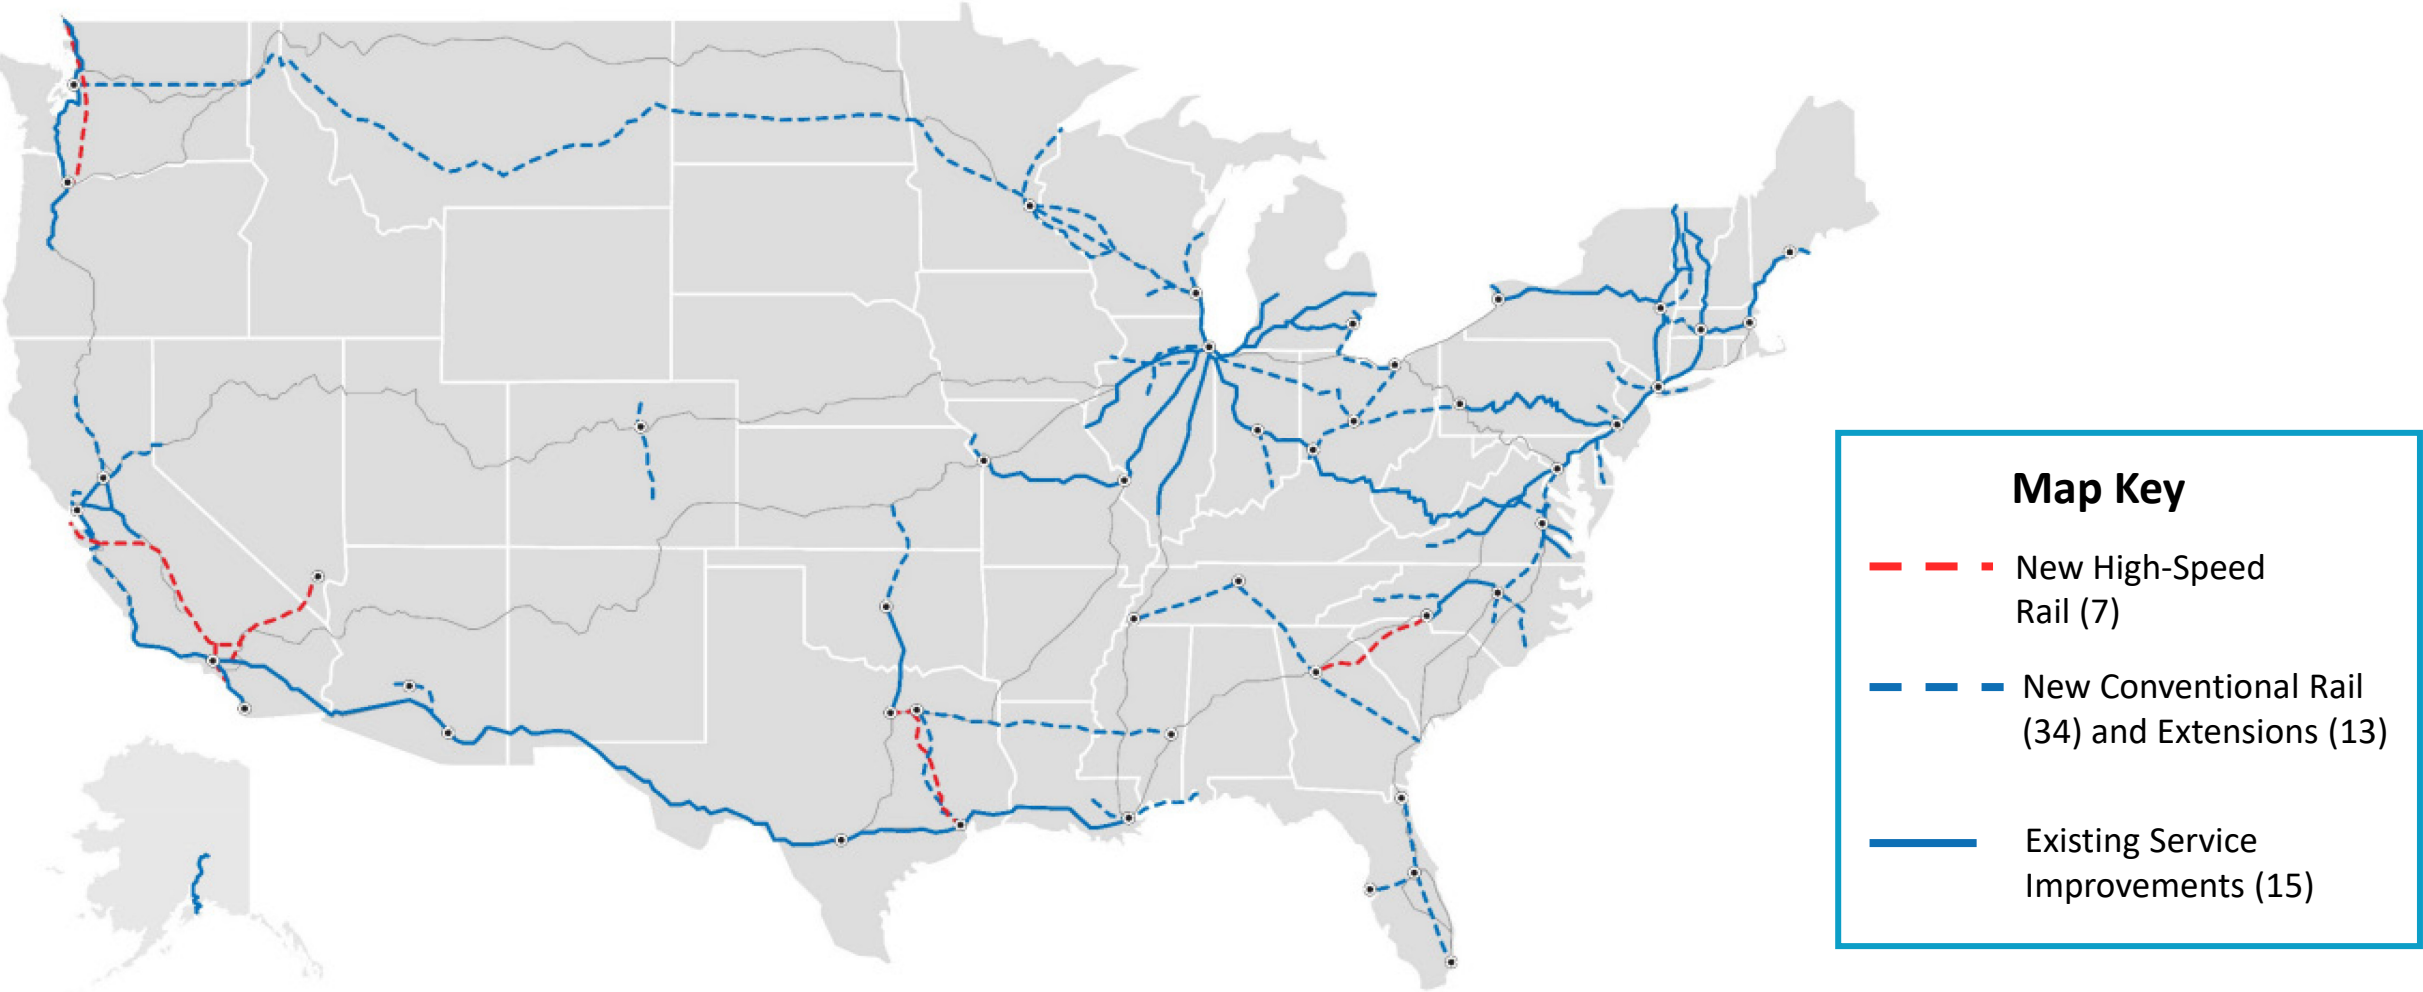 Map Key
New High-Speed
Rail (7)
New Conventional Rail
(34) and Extensions (13)
Existing Service
Improvements (15)